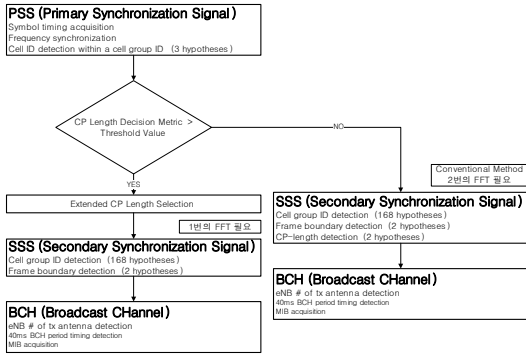 PSS (Primary Synchronization Signal)
Symbol timing acquisition
Frequency synchronization
Cell ID detection within a cell group ID (3 hypotheses)
CP Length Decision Metric >
Threshold Value
NO
YES
Extended CP Length Selection
1번의 FFT 필요
SSS (Secondary Synchronization Signal)
Cell group ID detection (168 hypotheses)
Frame boundary detection (2 hypotheses)
BCH (Broadcast CHannel)
eNB # of tx antenna detection
40ms BCH period timing detection
MIB acquisition
Conventional Method
2번의 FFT 필요
SSS (Secondary Synchronization Signal)
Cell group ID detection (168 hypotheses)
Frame boundary detection (2 hypotheses)
CP-length detection (2 hypotheses)
BCH (Broadcast CHannel)
eNB # of tx antenna detection
40ms BCH period timing detection
MIB acquisition